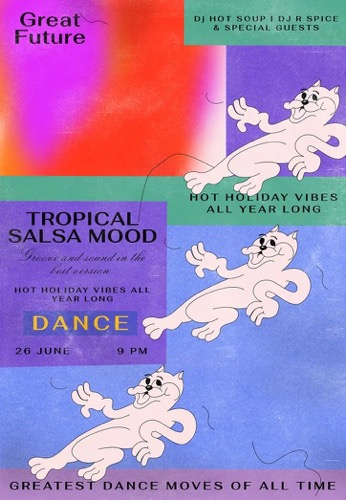 Great
Future
Dj HOT SOUP I DJ R SPICE
& SPECIAL GUESTS
HOT HOLIDAY VIBES
ALL YEAR LONG
TROPICAL
SALSA MOOD
Groove and sound in the
best version
HOT HOLIDAY VIBES ALL
YEAR LONG
DANCE
26 JUNE 9 PM
GREATEST DANCE MOVES OF ALL TIME